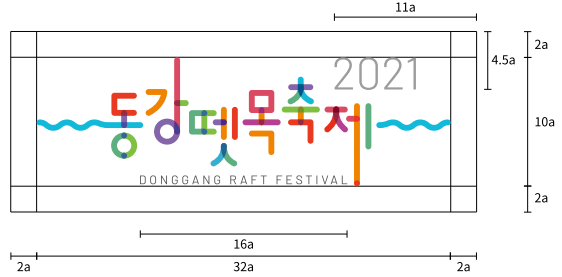 11a
2a
4.5a
2021
동강뗏목축제
10a
DONGGANG RAFT FESTIVAL
2a
16a
2a 32a 2a